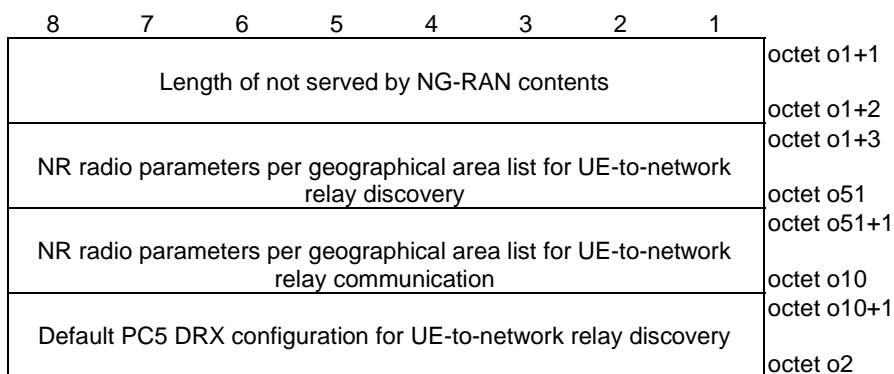 8 7 6 5 4 3 2 1
Length of not served by NG-RAN contents
octet o1+1
octet o1+2
NR radio parameters per geographical area list for UE-to-network
relay discovery
octet o1+3
octet o51
NR radio parameters per geographical area list for UE-to-network
relay communication
octet o51+1
octet o10
Default PC5 DRX configuration for UE-to-network relay discovery
octet o10+1
octet o2